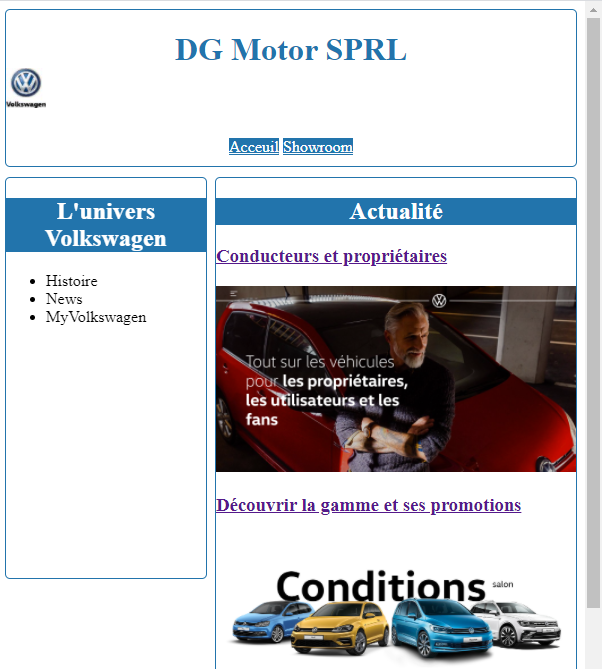 DG Motor SPRL
Volkswagen
Acceuil Showroom
L'univers
Volkswagen
Histoire
News
MyVolkswagen
Actualité
Conducteurs et propriétaires
Tout sur les véhicules
pour les propriétaires,
les utilisateurs et les
fans
Découvrir la gamme et ses promotions
Conditions salon